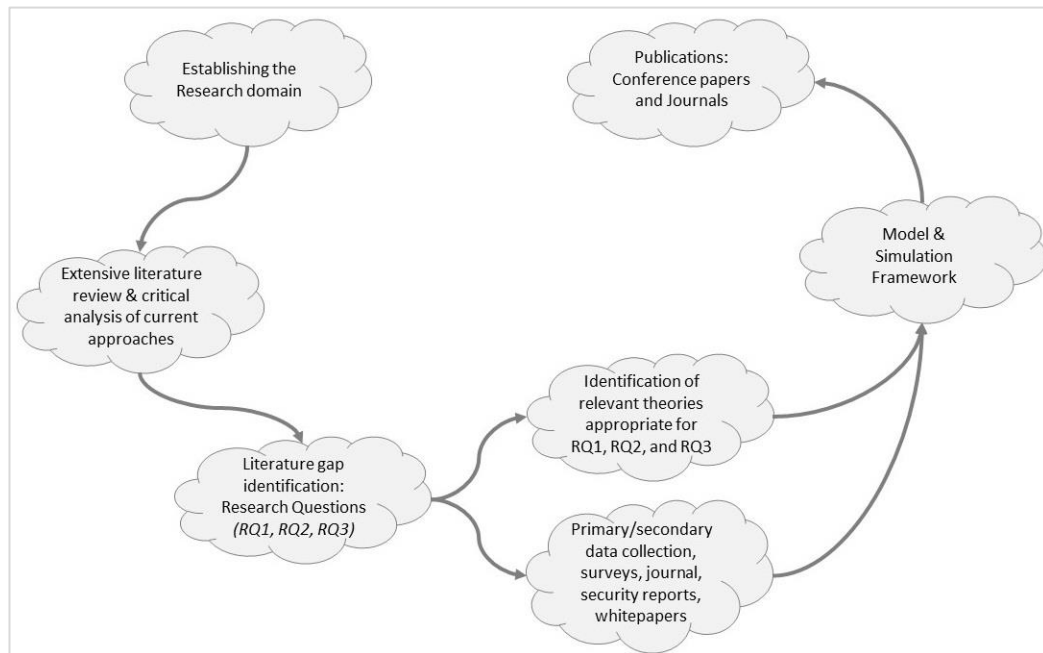 Establishing the
Research domain
Extensive literature
review & critical
analysis of current
approaches
Literature gap
identification:
Research Questions
(RQ1, RQ2, RQ3)
Identification of
relevant theories
appropriate for
RQ1, RQ2, and RQ3
Primary/secondary
data collection,
surveys, journal,
security reports,
whitepapers
Model &
Simulation
Framework
Publications:
Conference papers
and Journals